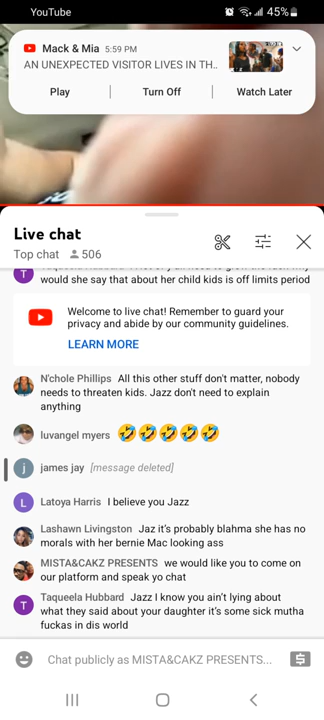 YouTube
45%
Mack & Mia 5:59 PM
AN UNEXPECTED VISITOR LIVES IN TH..
Play
Turn Off
Watch Later
Live chat
Top chat 506
would she say that about her child kids is off limits period
Welcome to live chat! Remember to guard your
privacy and abide by our community guidelines.
LEARN MORE
N'chole Phillips All this other stuff don't matter, nobody
needs to threaten kids. Jazz don't need to explain
anything
luvangel myers 🤣🤣🤣🤣🤣
j james jay [message deleted]
L Latoya Harris I believe you Jazz
Lashawn Livingston Jaz it's probably blahma she has no
morals with her bernie Mac looking ass
MISTA&CAKZ PRESENTS we would like you to come on
our platform and speak yo chat
T Taqueela Hubbard Jazz I know you ain't lying about
what they said about your daughter it's some sick mutha
fuckas in dis world
Chat publicly as MISTA&CAKZ PRESENTS...